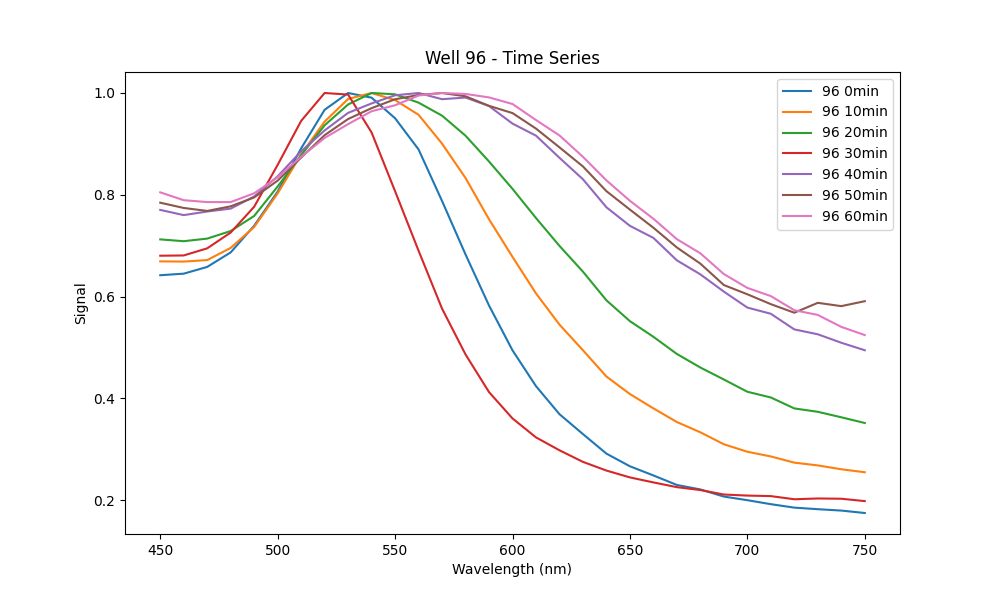 Well 96 - Time Series
Signal
1.0
0.8
0.6
0.4
0.2
96 0min
96 10min
96 20min
96 30min
96 40min
96 50min
96 60min
450 500 550 600 650 700 750
Wavelength (nm)